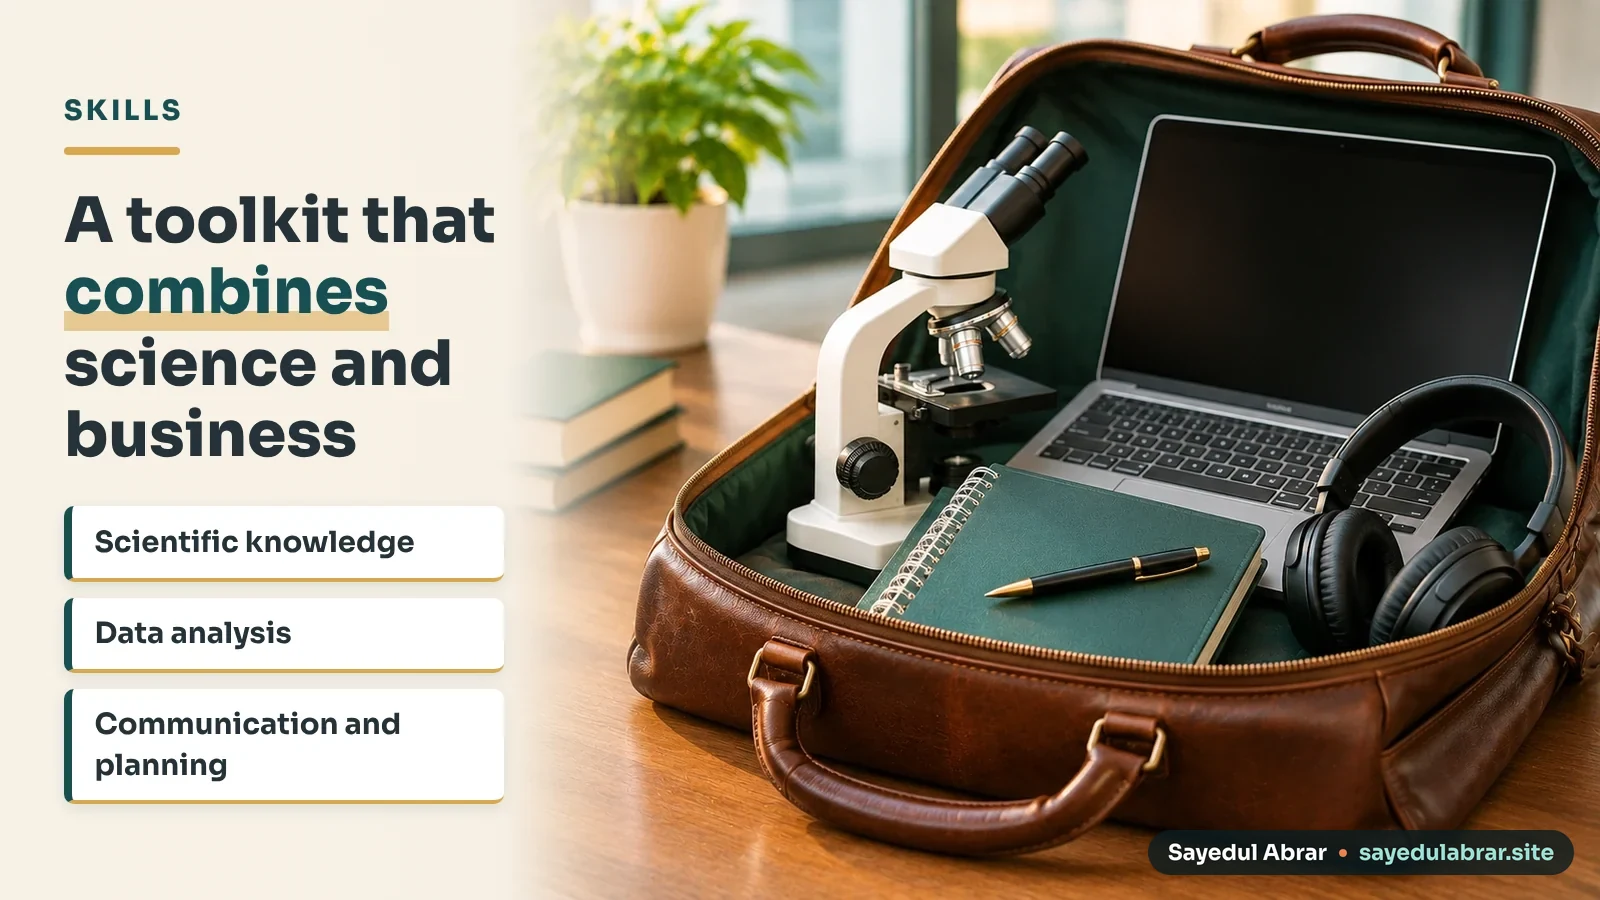 SKILLS
A toolkit that
combines
science and
business
Scientific knowledge
Data analysis
Communication and
planning
Sayedul Abrar • sayedulabrar.site